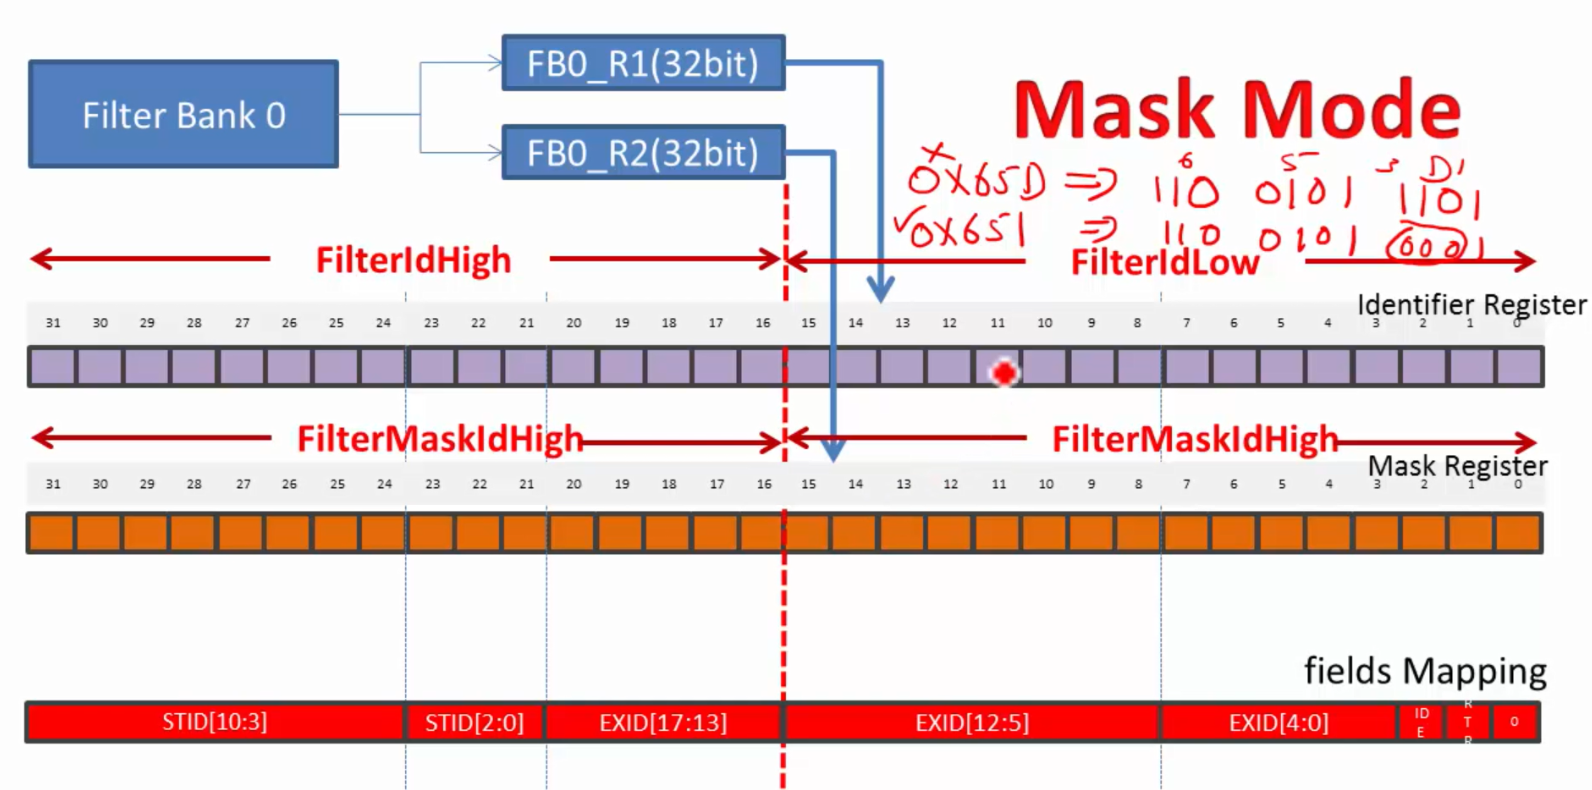 Filter Bank 0
FB0_R1(32bit)
FB0_R2(32bit)
Mask Mode
6 5 D
0X65D => 110 0101 1101
0X651 => 110 0101 0001
FilterIdHigh FilterIdLow
Identifier Register
31 30 29 28 27 26 25 24 23 22 21 20 19 18 17 16 15 14 13 12 11 10 9 8 7 6 5 4 3 2 1 0
FilterMaskIdHigh FilterMaskIdHigh
Mask Register
31 30 29 28 27 26 25 24 23 22 21 20 19 18 17 16 15 14 13 12 11 10 9 8 7 6 5 4 3 2 1 0
fields Mapping
STID[10:3] STID[2:0] EXID[17:13] EXID[12:5] EXID[4:0] IDE RTR 0